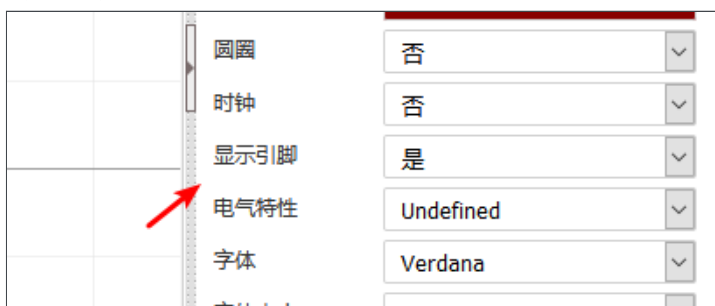 圆圈 否
时钟 否
显示引脚 是
电气特性 Undefined
字体 Verdana